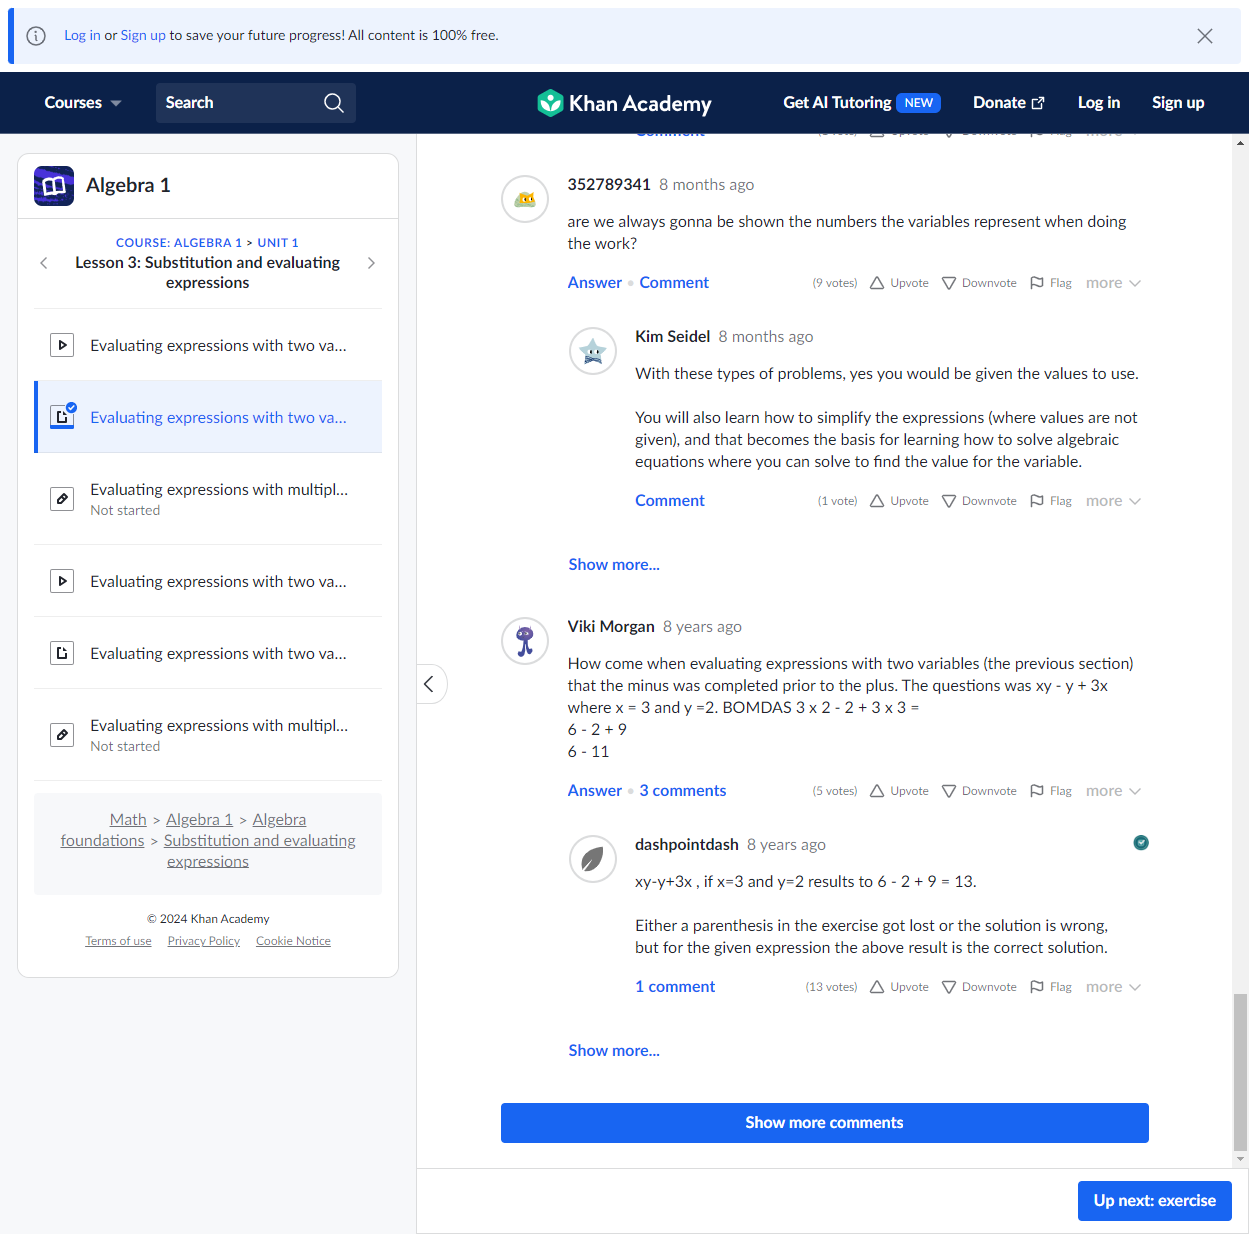 Log in or Sign up to save your future progress! All content is 100% free.
Courses
Search
Khan Academy
Get AI Tutoring NEW
Donate
Log in
Sign up
Algebra 1
COURSE: ALGEBRA 1 > UNIT 1
Lesson 3: Substitution and evaluating
expressions
Evaluating expressions with two va...
Evaluating expressions with two va...
Evaluating expressions with multipl...
Not started
Evaluating expressions with two va...
Evaluating expressions with two va...
Evaluating expressions with multipl...
Not started
Math > Algebra 1 > Algebra
foundations > Substitution and evaluating
expressions
© 2024 Khan Academy
Terms of use Privacy Policy Cookie Notice
Comment Upvote Downvote Flag more
352789341 8 months ago
are we always gonna be shown the numbers the variables represent when doing
the work?
Answer • Comment (9 votes) Upvote Downvote Flag more
Kim Seidel 8 months ago
With these types of problems, yes you would be given the values to use.
You will also learn how to simplify the expressions (where values are not
given), and that becomes the basis for learning how to solve algebraic
equations where you can solve to find the value for the variable.
Comment (1 vote) Upvote Downvote Flag more
Show more...
Viki Morgan 8 years ago
How come when evaluating expressions with two variables (the previous section)
that the minus was completed prior to the plus. The questions was xy - y + 3x
where x = 3 and y =2. BOMDAS 3 x 2 - 2 + 3 x 3 =
6 - 2 + 9
6 - 11
Answer • 3 comments (5 votes) Upvote Downvote Flag more
dashpointdash 8 years ago
xy-y+3x , if x=3 and y=2 results to 6 - 2 + 9 = 13.
Either a parenthesis in the exercise got lost or the solution is wrong,
but for the given expression the above result is the correct solution.
1 comment (13 votes) Upvote Downvote Flag more
Show more...
Show more comments
Up next: exercise